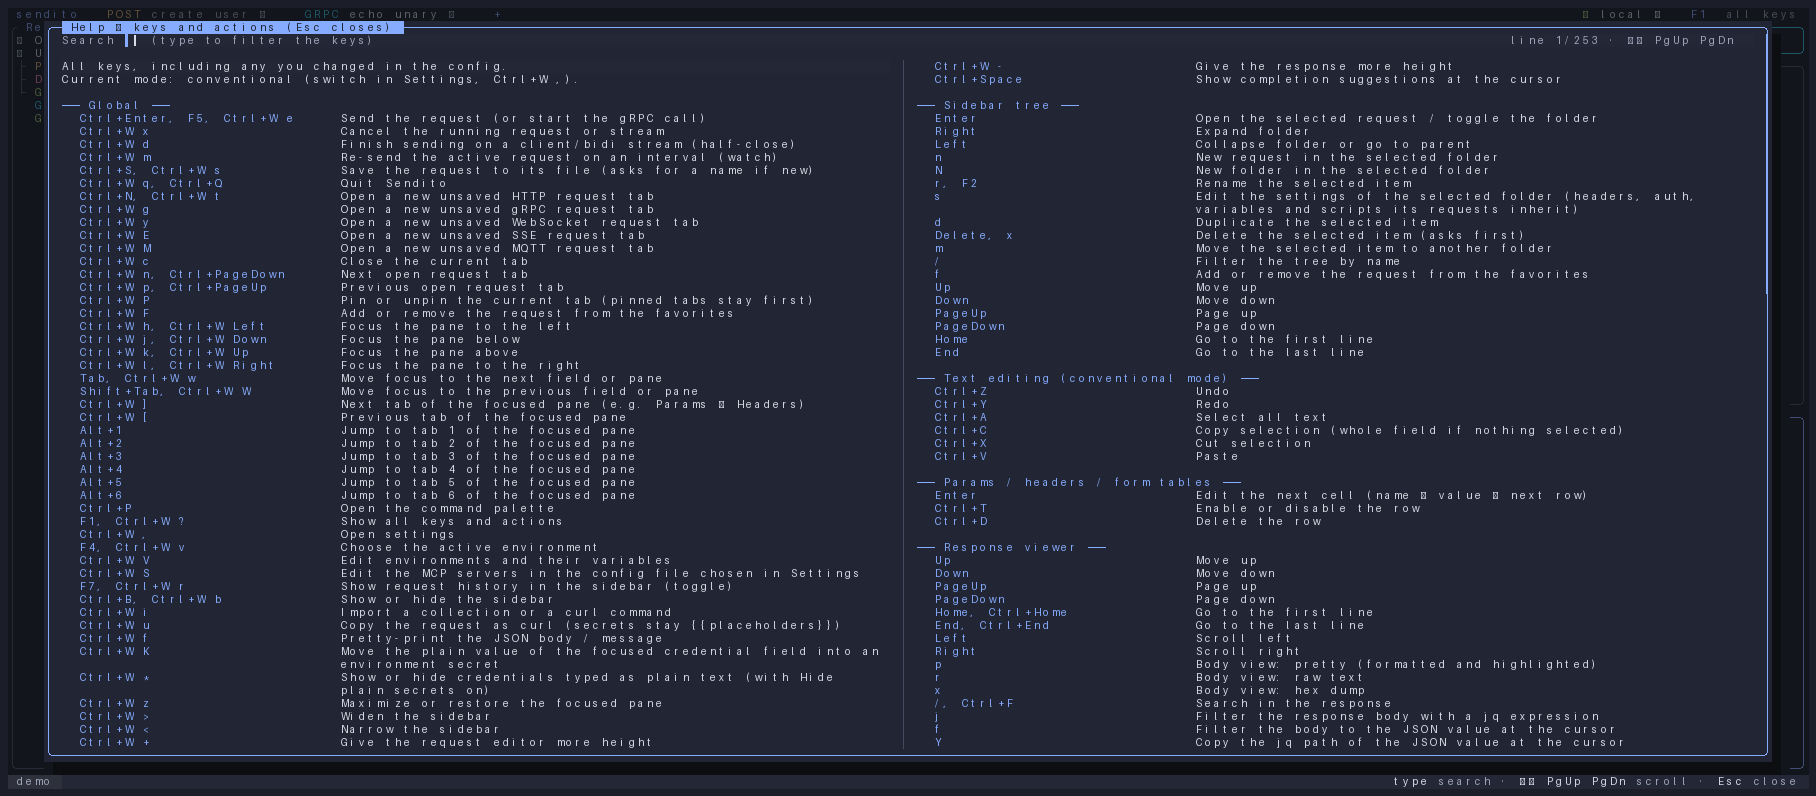 sendito POST create user GRPC echo unary + local F1 all keys
Help keys and actions (Esc closes)
Search (type to filter the keys) line 1/253 · PgUp PgDn
All keys, including any you changed in the config.
Current mode: conventional (switch in Settings, Ctrl+W ,).
Global
Ctrl+Enter, F5, Ctrl+W e Send the request (or start the gRPC call)
Ctrl+W x Cancel the running request or stream
Ctrl+W d Finish sending on a client/bidi stream (half-close)
Ctrl+W m Re-send the active request on an interval (watch)
Ctrl+S, Ctrl+W s Save the request to its file (asks for a name if new)
Ctrl+W q, Ctrl+Q Quit Sendito
Ctrl+N, Ctrl+W t Open a new unsaved HTTP request tab
Ctrl+W g Open a new unsaved gRPC request tab
Ctrl+W y Open a new unsaved WebSocket request tab
Ctrl+W E Open a new unsaved SSE request tab
Ctrl+W M Open a new unsaved MQTT request tab
Ctrl+W c Close the current tab
Ctrl+W n, Ctrl+PageDown Next open request tab
Ctrl+W p, Ctrl+PageUp Previous open request tab
Ctrl+W P Pin or unpin the current tab (pinned tabs stay first)
Ctrl+W F Add or remove the request from the favorites
Ctrl+W h, Ctrl+W Left Focus the pane to the left
Ctrl+W j, Ctrl+W Down Focus the pane below
Ctrl+W k, Ctrl+W Up Focus the pane above
Ctrl+W l, Ctrl+W Right Focus the pane to the right
Tab, Ctrl+W w Move focus to the next field or pane
Shift+Tab, Ctrl+W W Move focus to the previous field or pane
Ctrl+W ] Next tab of the focused pane (e.g. Params Headers)
Ctrl+W [ Previous tab of the focused pane
Alt+1 Jump to tab 1 of the focused pane
Alt+2 Jump to tab 2 of the focused pane
Alt+3 Jump to tab 3 of the focused pane
Alt+4 Jump to tab 4 of the focused pane
Alt+5 Jump to tab 5 of the focused pane
Alt+6 Jump to tab 6 of the focused pane
Ctrl+P Open the command palette
F1, Ctrl+W ? Show all keys and actions
Ctrl+W , Open settings
F4, Ctrl+W v Choose the active environment
Ctrl+W V Edit environments and their variables
Ctrl+W S Edit the MCP servers in the config file chosen in Settings
F7, Ctrl+W r Show request history in the sidebar (toggle)
Ctrl+B, Ctrl+W b Show or hide the sidebar
Ctrl+W i Import a collection or a curl command
Ctrl+W u Copy the request as curl (secrets stay {{placeholders}})
Ctrl+W f Pretty-print the JSON body / message
Ctrl+W K Move the plain value of the focused credential field into an
environment secret
Ctrl+W * Show or hide credentials typed as plain text (with Hide
plain secrets on)
Ctrl+W z Maximize or restore the focused pane
Ctrl+W > Widen the sidebar
Ctrl+W < Narrow the sidebar
Ctrl+W + Give the request editor more height
Ctrl+W - Give the response more height
Ctrl+Space Show completion suggestions at the cursor
Sidebar tree
Enter Open the selected request / toggle the folder
Right Expand folder
Left Collapse folder or go to parent
n New request in the selected folder
N New folder in the selected folder
r, F2 Rename the selected item
s Edit the settings of the selected folder (headers, auth,
variables and scripts its requests inherit)
d Duplicate the selected item
Delete, x Delete the selected item (asks first)
m Move the selected item to another folder
/ Filter the tree by name
f Add or remove the request from the favorites
Up Move up
Down Move down
PageUp Page up
PageDown Page down
Home Go to the first line
End Go to the last line
Text editing (conventional mode)
Ctrl+Z Undo
Ctrl+Y Redo
Ctrl+A Select all text
Ctrl+C Copy selection (whole field if nothing selected)
Ctrl+X Cut selection
Ctrl+V Paste
Params / headers / form tables
Enter Edit the next cell (name value next row)
Ctrl+T Enable or disable the row
Ctrl+D Delete the row
Response viewer
Up Move up
Down Move down
PageUp Page up
PageDown Page down
Home, Ctrl+Home Go to the first line
End, Ctrl+End Go to the last line
Left Scroll left
Right Scroll right
p Body view: pretty (formatted and highlighted)
r Body view: raw text
x Body view: hex dump
/, Ctrl+F Search in the response
j Filter the response body with a jq expression
f Filter the body to the JSON value at the cursor
Y Copy the jq path of the JSON value at the cursor
demo type search · PgUp PgDn scroll · Esc close